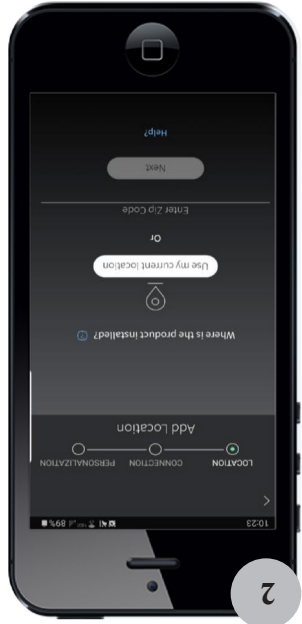 2
10:23 89%
LOCATION CONNECTION PERSONALIZATION
Add Location
Where is the product installed? ?
Use my current location
Or
Enter Zip Code
Next
Help?